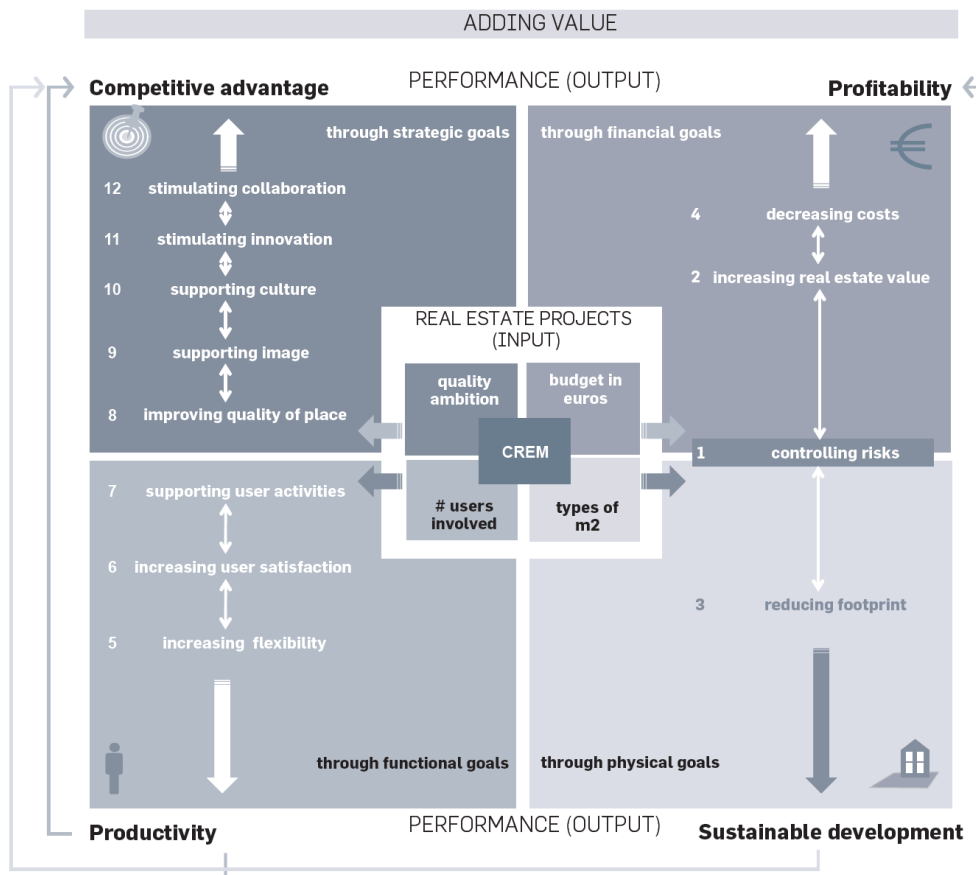 ADDING VALUE
PERFORMANCE (OUTPUT)
Competitive advantage
Profitability
through strategic goals
through financial goals
12 stimulating collaboration
11 stimulating innovation
10 supporting culture
9 supporting image
8 improving quality of place
4 decreasing costs
2 increasing real estate value
1 controlling risks
REAL ESTATE PROJECTS
(INPUT)
quality
ambition
budget in
euros
CREM
# users
involved
types of
m2
7 supporting user activities
6 increasing user satisfaction
5 increasing flexibility
3 reducing footprint
through functional goals
through physical goals
Productivity
PERFORMANCE (OUTPUT)
Sustainable development